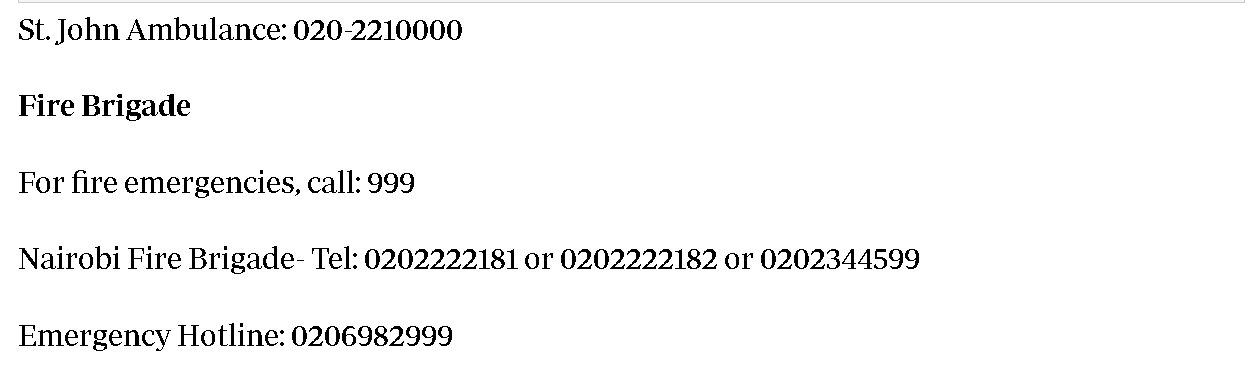 St. John Ambulance: 020-2210000
Fire Brigade
For fire emergencies, call: 999
Nairobi Fire Brigade- Tel: 0202222181 or 0202222182 or 0202344599
Emergency Hotline: 0206982999